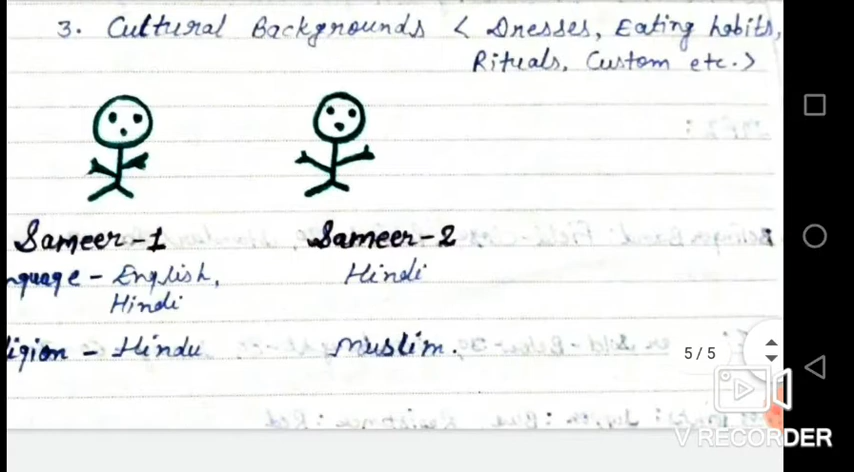 3. Cultural Backgrounds < Dresses, Eating habits,
Rituals, Custom etc.>
Sameer-1 Sameer-2
nguage - English, Hindi
Hindi
ligion - Hindu Muslim.
5/5
V RECORDER